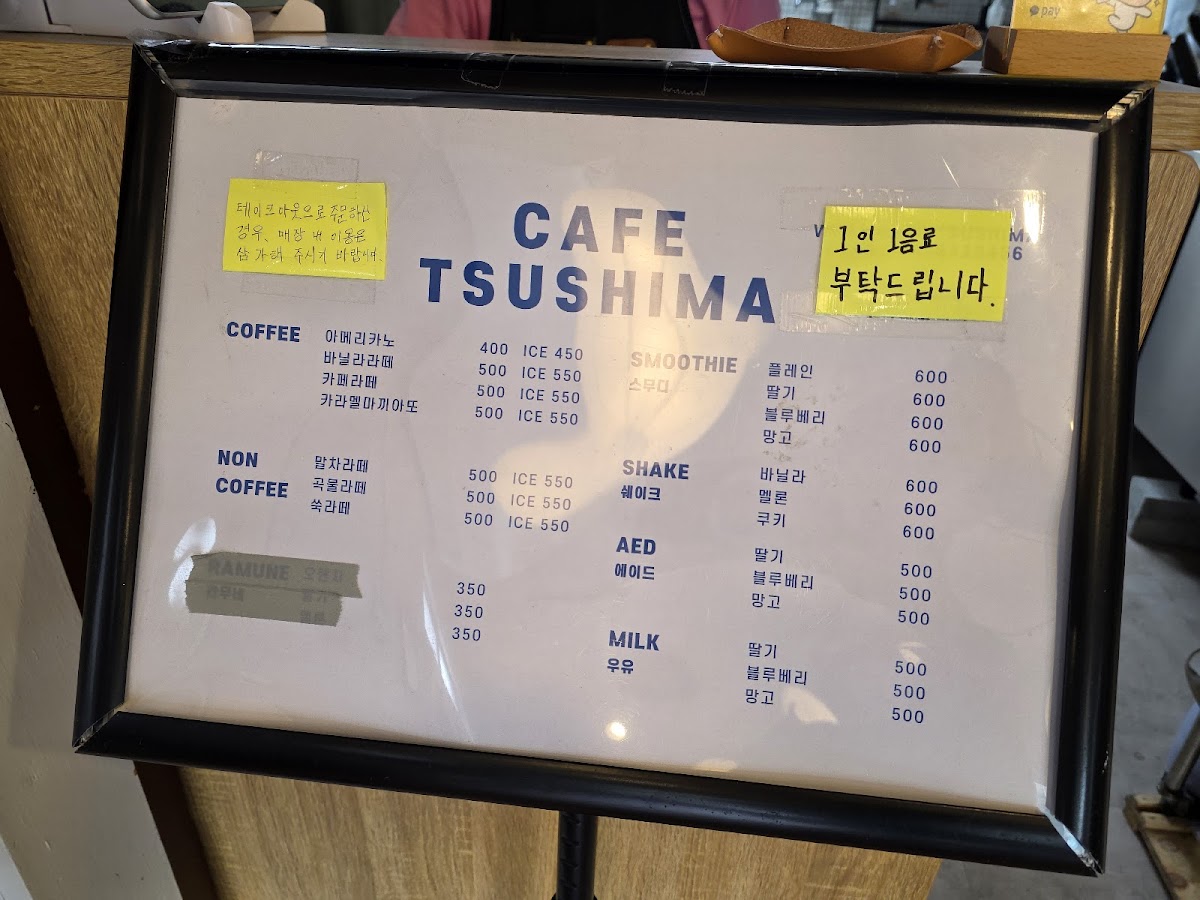 pay
테이크아웃으로 주문하신
경우, 매장 내 이용은
삼가해 주시기 바랍니다.
CAFE
TSUSHIMA
1인 1음료
부탁드립니다.
COFFEE 아메리카노 400 ICE 450
바닐라라떼 500 ICE 550
카페라떼 500 ICE 550
카라멜마끼아또 500 ICE 550
NON 말차라떼 500 ICE 550
COFFEE 곡물라떼 500 ICE 550
쑥라떼 500 ICE 550
RAMUNE 350
라무네 350
350
SMOOTHIE 플레인 600
스무디 딸기 600
블루베리 600
망고 600
SHAKE 바닐라 600
쉐이크 멜론 600
쿠키 600
AED 딸기 500
에이드 블루베리 500
망고 500
MILK 딸기 500
우유 블루베리 500
망고 500